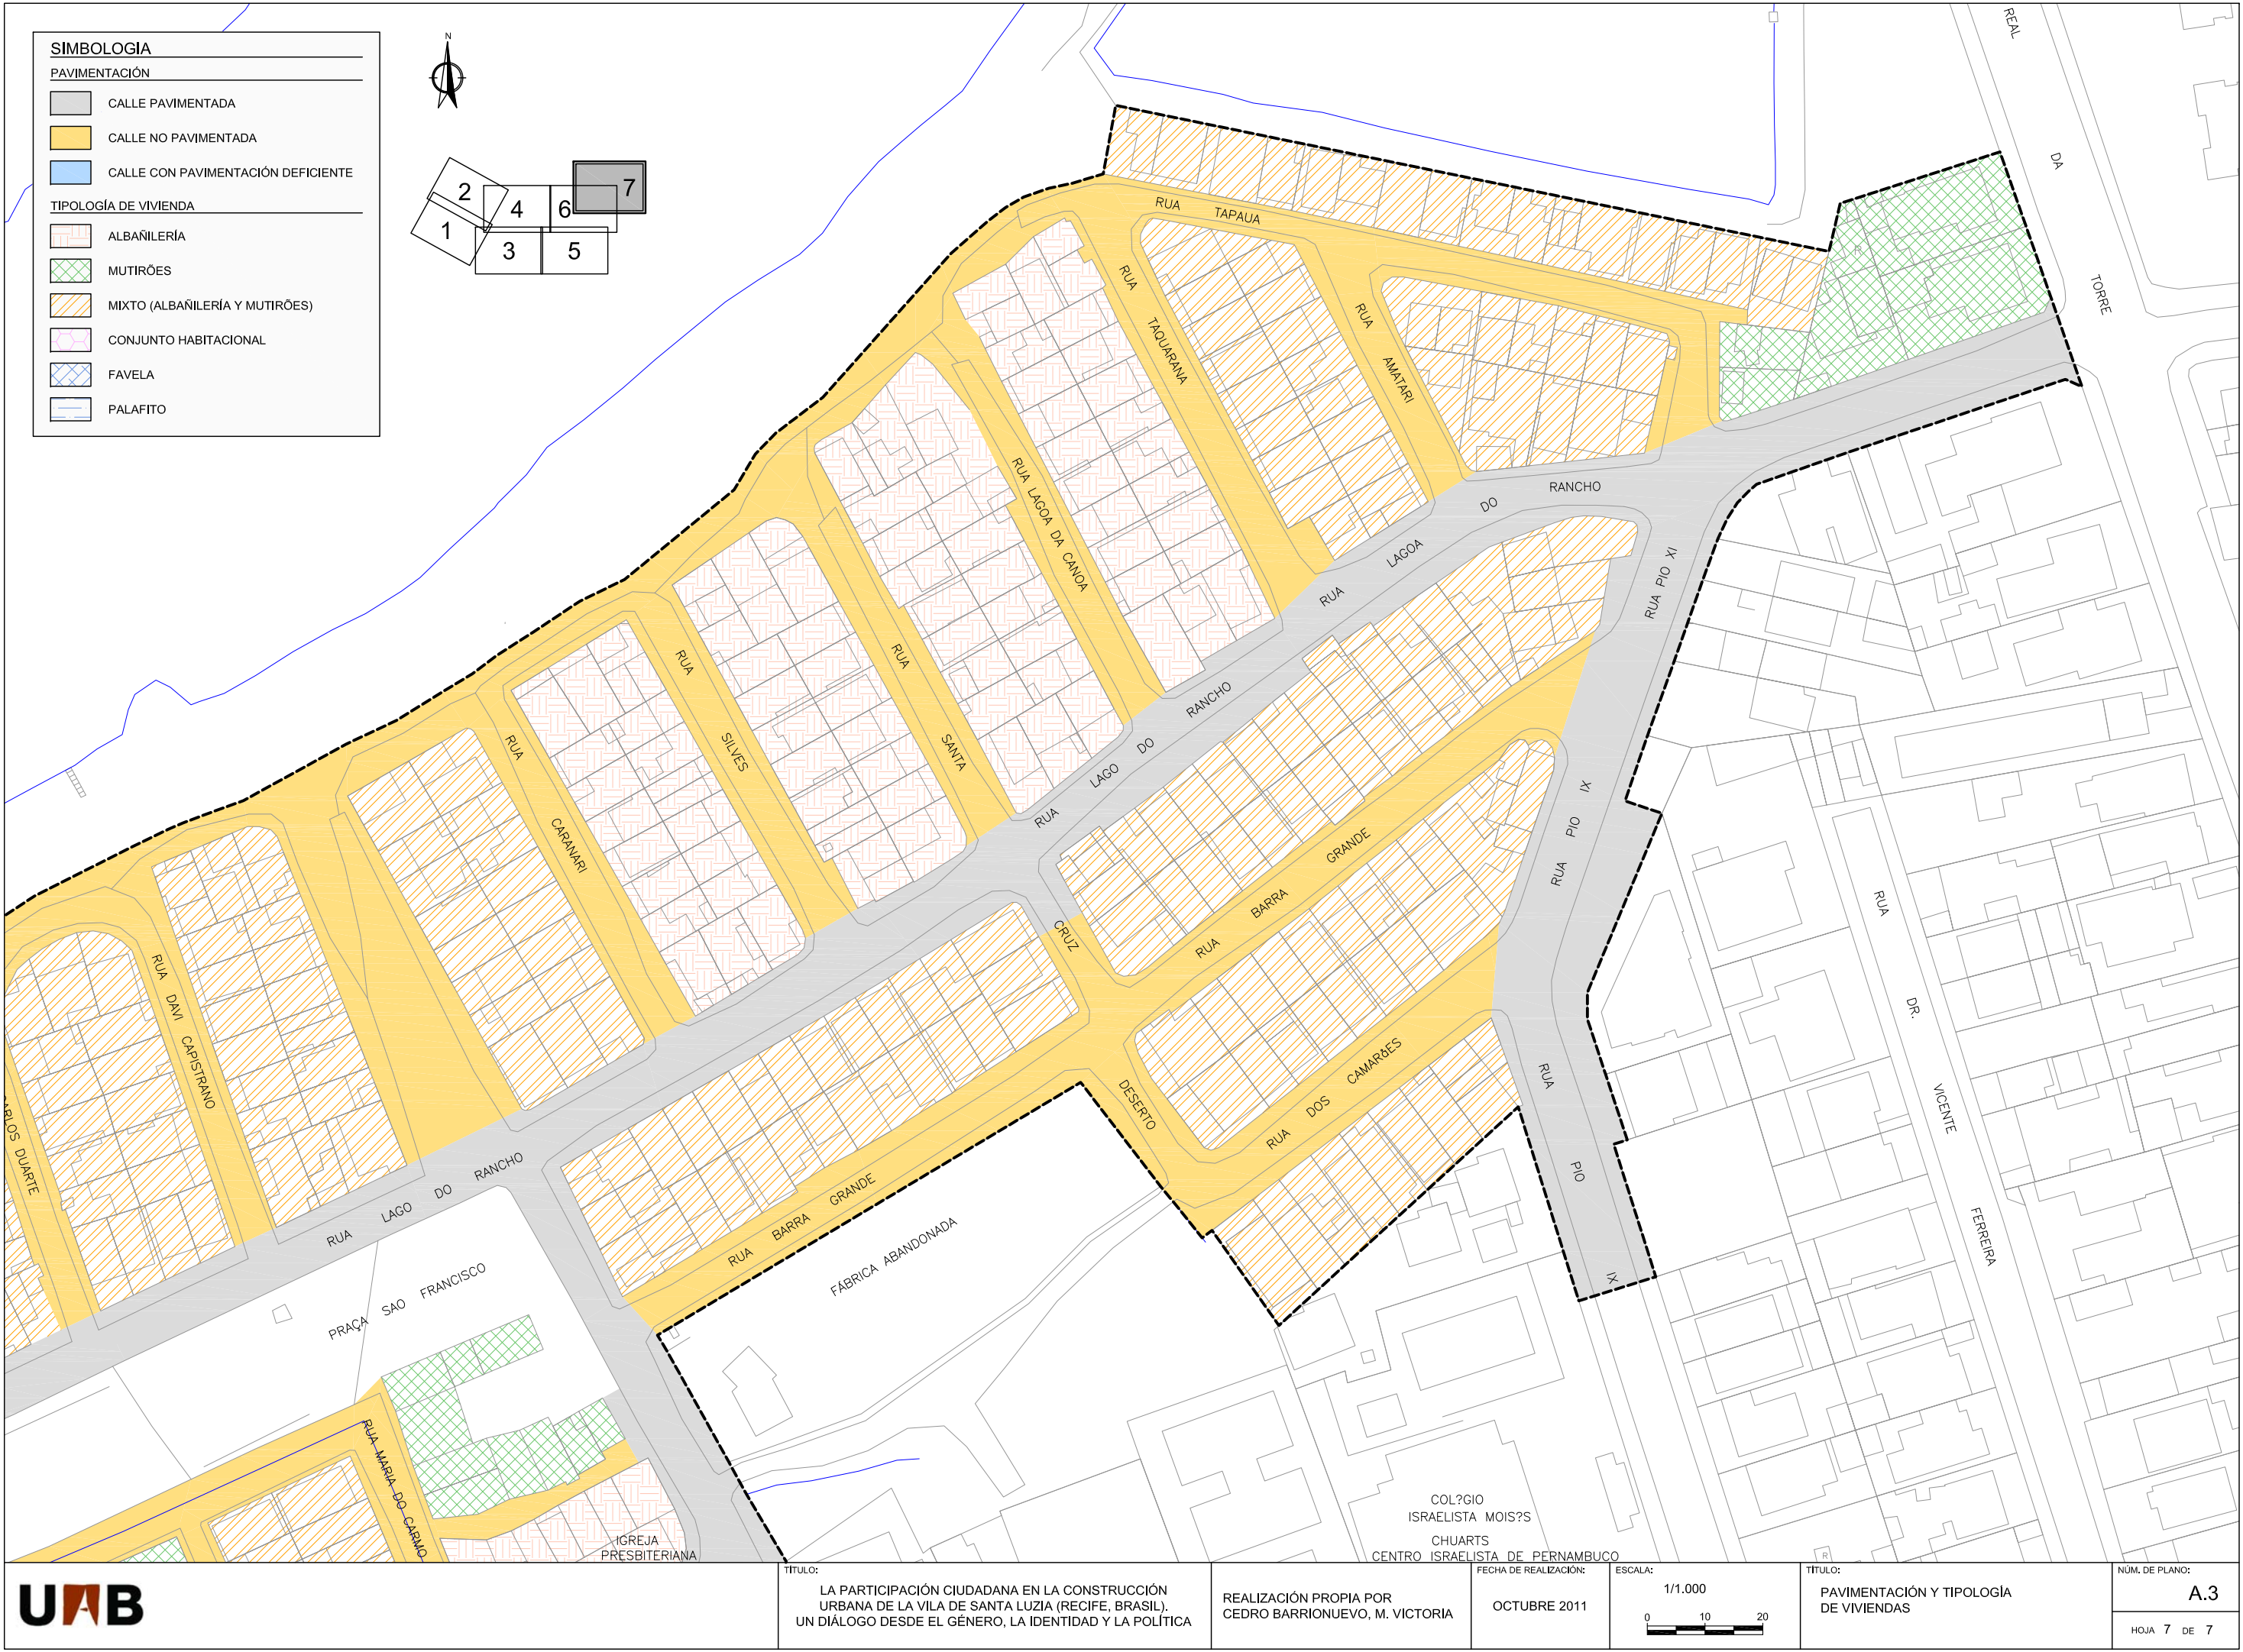 SIMBOLOGIA
PAVIMENTACIÓN
CALLE PAVIMENTADA
CALLE NO PAVIMENTADA
CALLE CON PAVIMENTACIÓN DEFICIENTE
TIPOLOGÍA DE VIVIENDA
ALBAÑILERÍA
MUTIRÕES
MIXTO (ALBAÑILERÍA Y MUTIRÕES)
CONJUNTO HABITACIONAL
FAVELA
PALAFITO
N
2
4
6
7
1
3
5
REAL
DA
TORRE
RUA TAPAUA
RUA TAQUARANA
RUA AMATARI
RUA LAGOA DA CANOA
RUA LAGOA DO RANCHO
RUA PIO XI
RUA SANTA
RUA SILVES
RUA CARANARI
RUA LAGO DO RANCHO
CRUZ
DESERTO
RUA BARRA GRANDE
RUA PIO IX
RUA DOS CAMARðES
RUA PIO IX
RUA DAVI CAPISTRANO
CARLOS DUARTE
RUA LAGO DO RANCHO
RUA BARRA GRANDE
FÁBRICA ABANDONADA
PRAÇA SAO FRANCISCO
RUA MARIA DO CARMO
RUA DR. VICENTE FERREIRA
R
IGREJA
PRESBITERIANA
COL?GIO
ISRAELISTA MOIS?S
CHUARTS
CENTRO ISRAELISTA DE PERNAMBUCO
R
UAB
TÍTULO:
LA PARTICIPACIÓN CIUDADANA EN LA CONSTRUCCIÓN
URBANA DE LA VILA DE SANTA LUZIA (RECIFE, BRASIL).
UN DIÁLOGO DESDE EL GÉNERO, LA IDENTIDAD Y LA POLÍTICA
REALIZACIÓN PROPIA POR
CEDRO BARRIONUEVO, M. VICTORIA
FECHA DE REALIZACIÓN:
OCTUBRE 2011
ESCALA:
1/1.000
0 10 20
TÍTULO:
PAVIMENTACIÓN Y TIPOLOGÍA
DE VIVIENDAS
NÚM. DE PLANO:
A.3
HOJA 7 DE 7